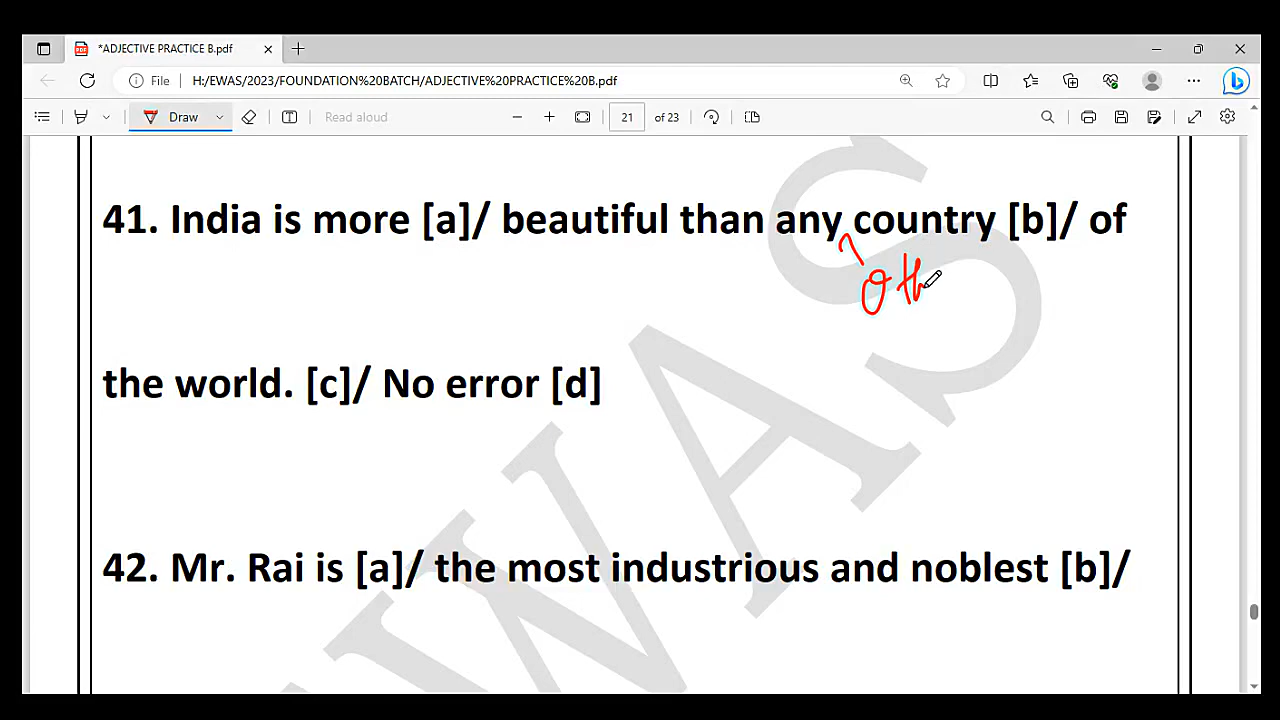 *ADJECTIVE PRACTICE B.pdf
File H:/EWAS/2023/FOUNDATION%20BATCH/ADJECTIVE%20PRACTICE%20B.pdf
Draw Read aloud 21 of 23
41. India is more [a]/ beautiful than any country [b]/ of
Oth
the world. [c]/ No error [d]
42. Mr. Rai is [a]/ the most industrious and noblest [b]/
EWAS